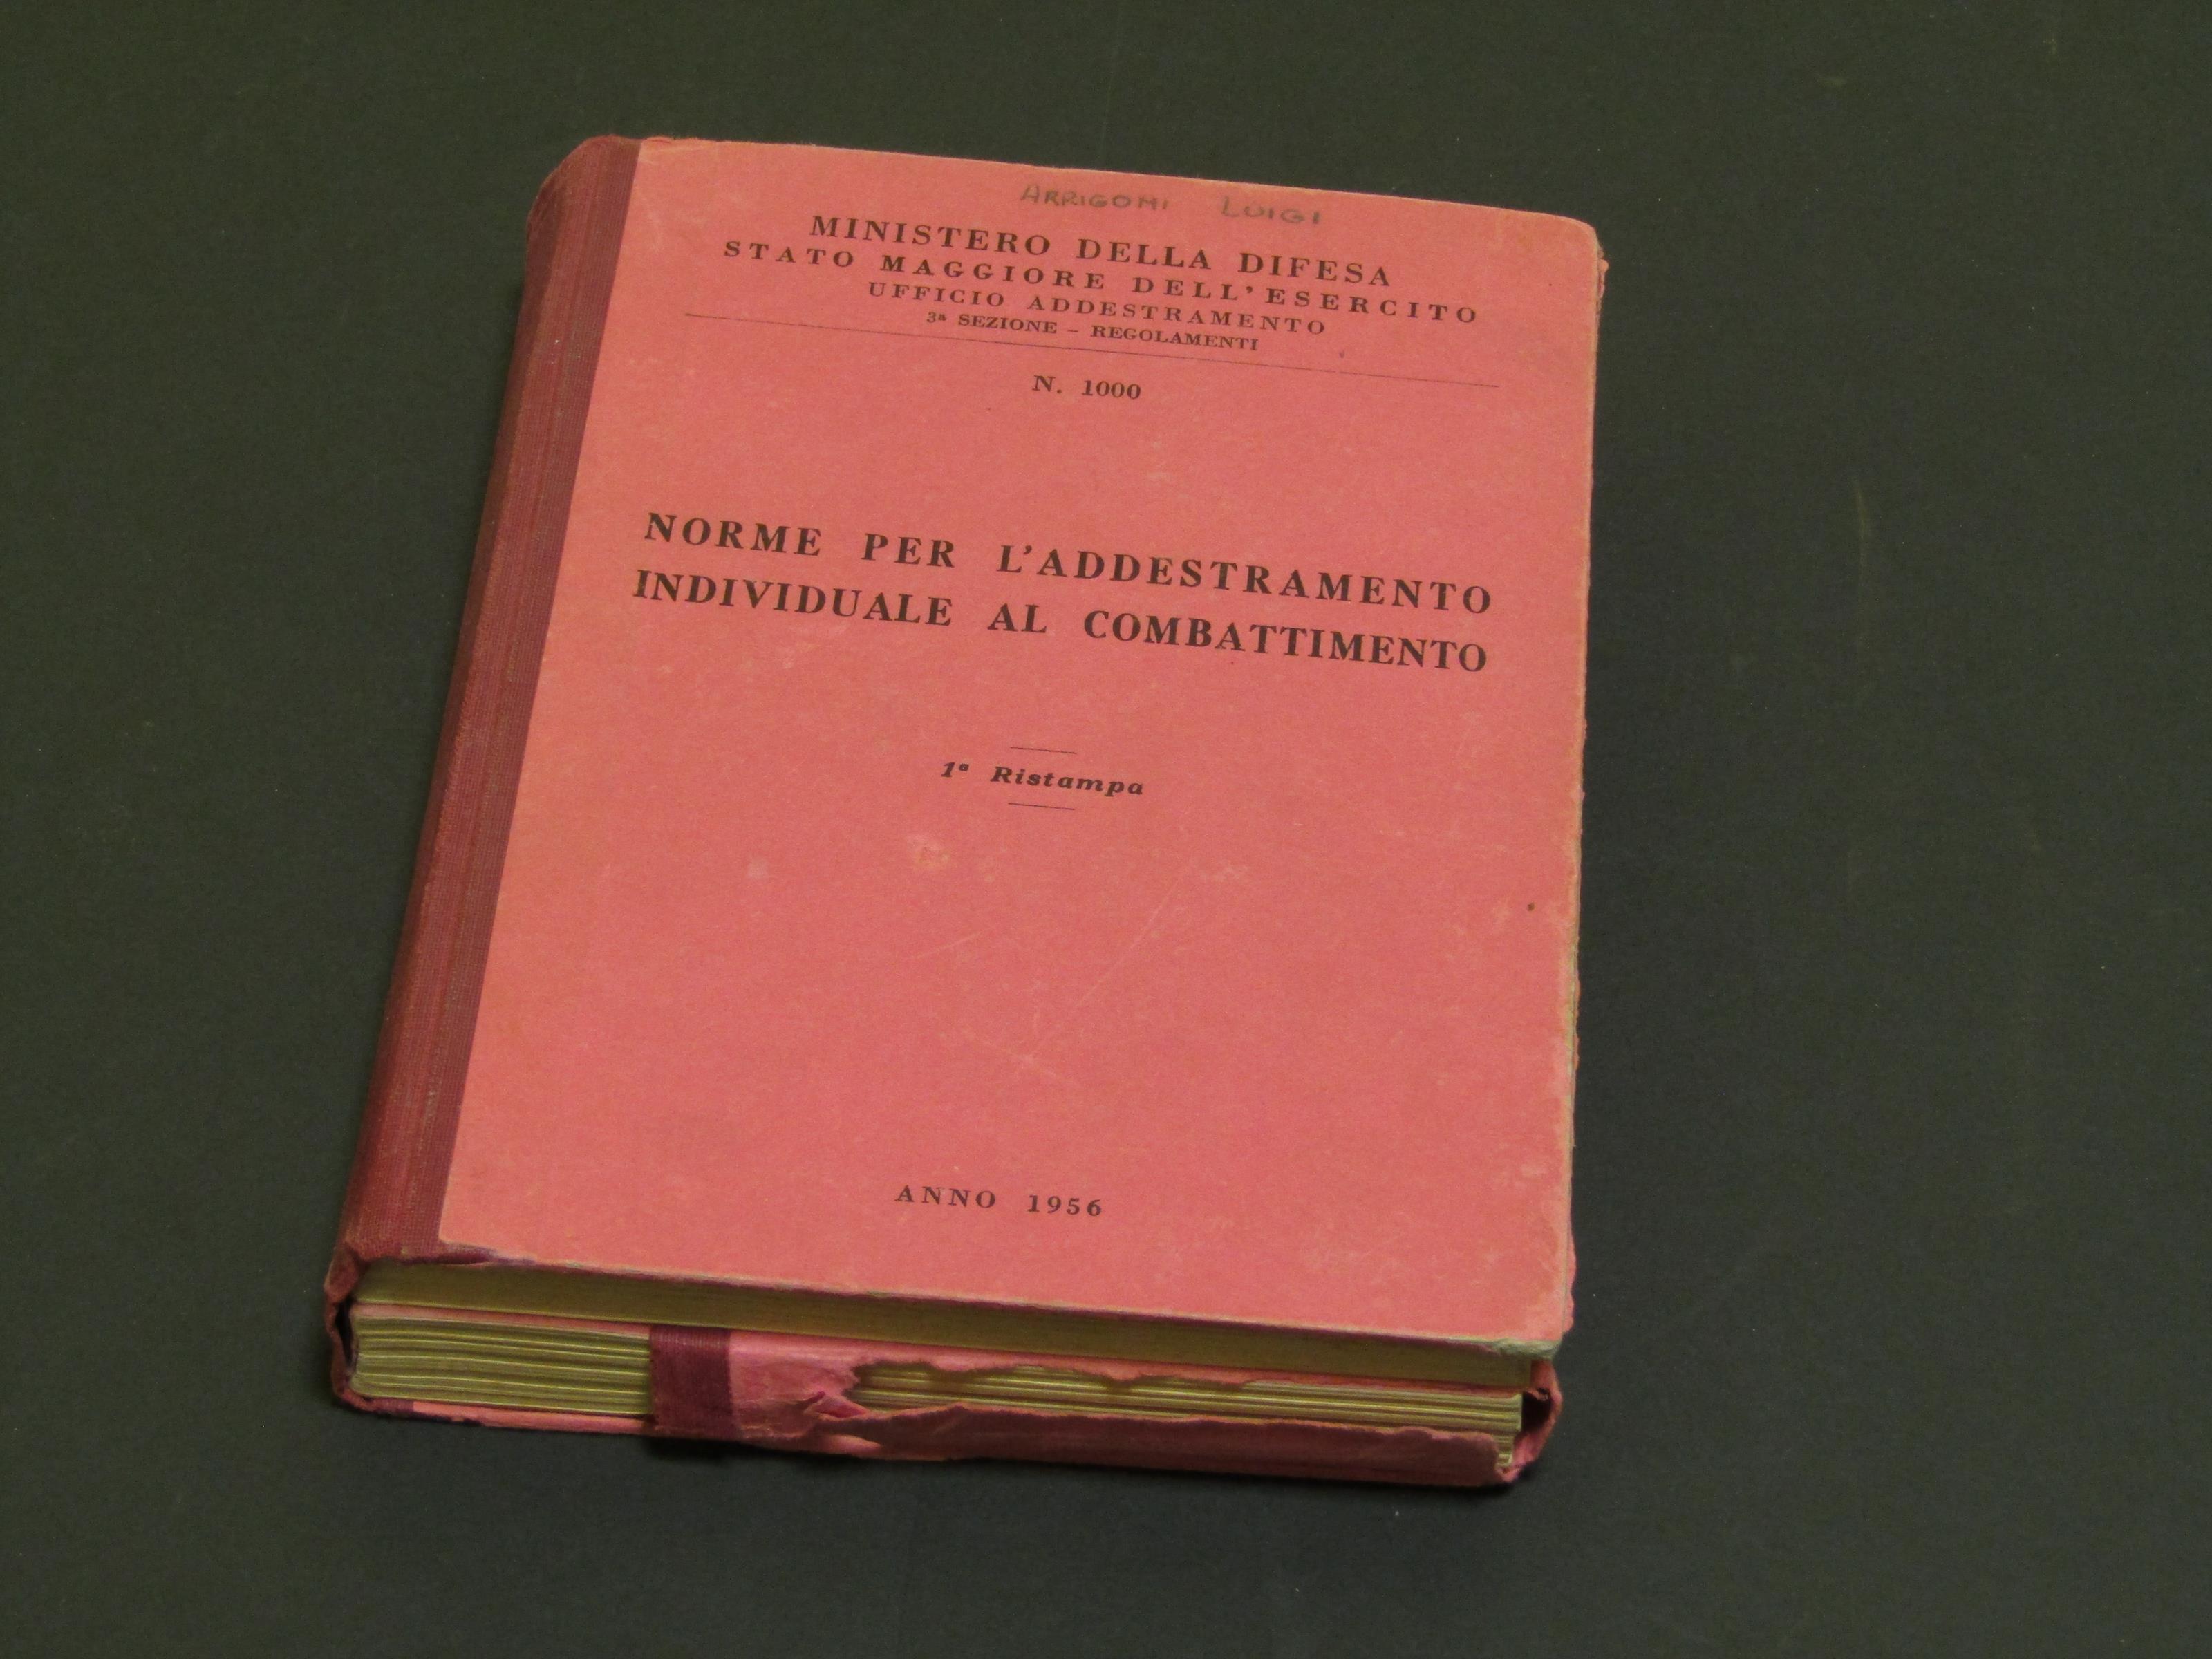 ARRIGONI LUIGI
MINISTERO DELLA DIFESA
STATO MAGGIORE DELL'ESERCITO
UFFICIO ADDESTRAMENTO
3ª SEZIONE – REGOLAMENTI
N. 1000
NORME PER L'ADDESTRAMENTO
INDIVIDUALE AL COMBATTIMENTO
1ª Ristampa
ANNO 1956